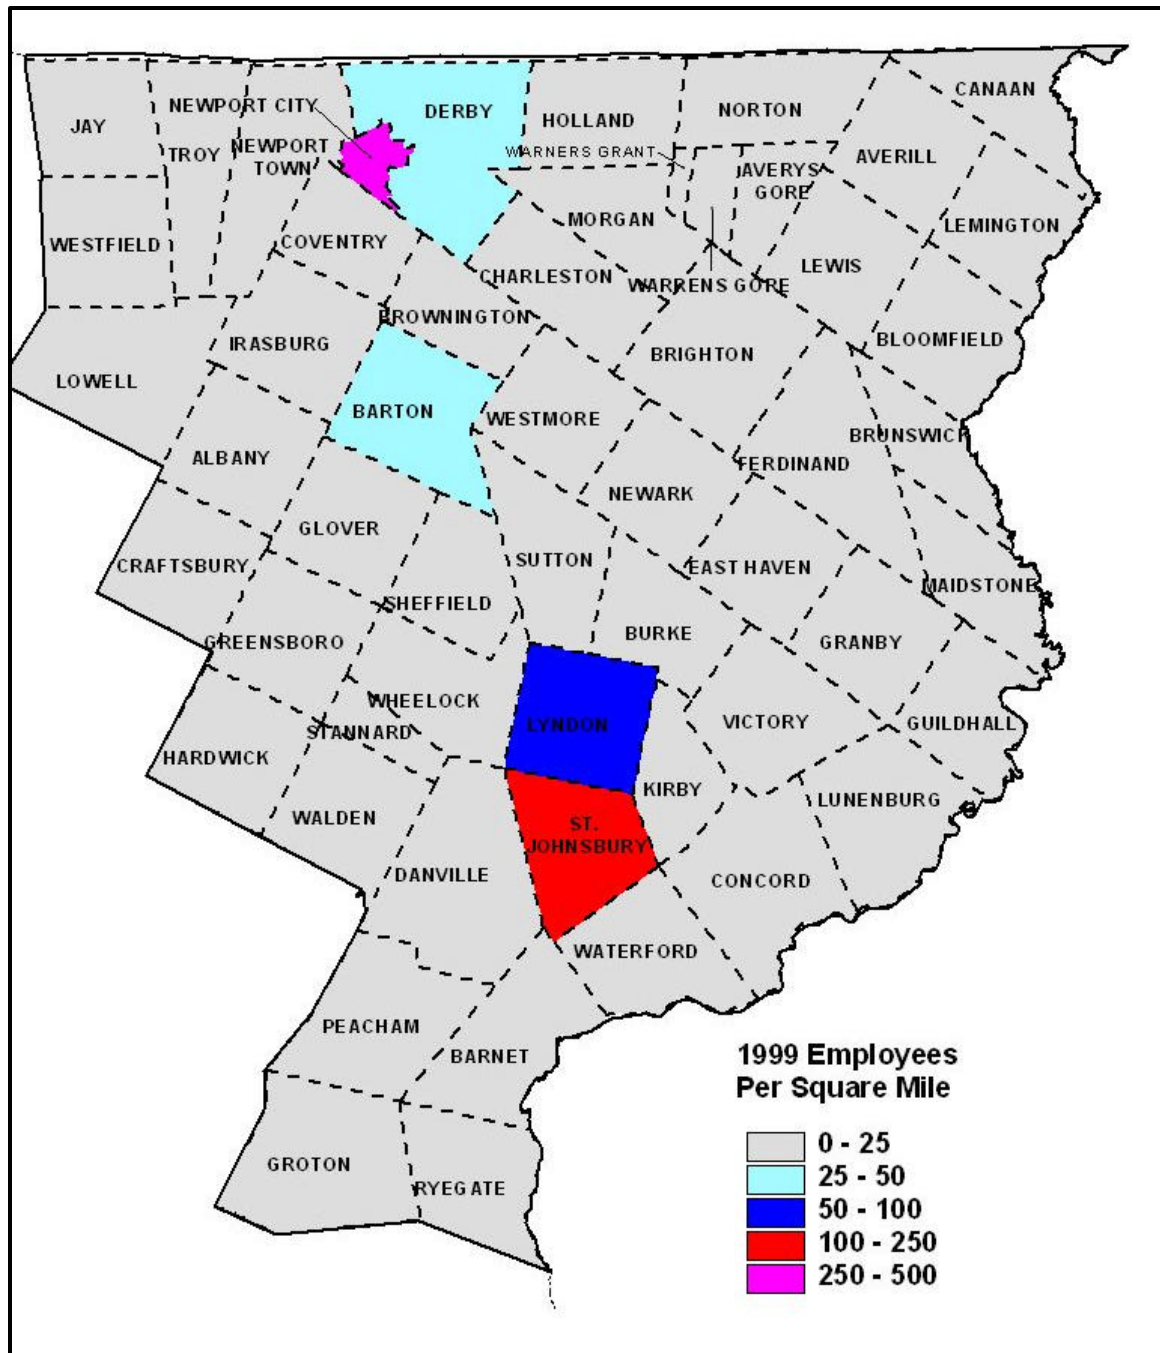 CANAAN
NEWPORT CITY
DERBY
NORTON
HOLLAND
JAY
TROY
NEWPORT
TOWN
WARNERS GRANT
AVERYS
GORE
AVERILL
WESTFIELD
COVENTRY
MORGAN
LEMINGTON
CHARLESTON
WARRENS GORE
LEWIS
BROWNINGTON
IRASBURG
BRIGHTON
BLOOMFIELD
LOWELL
BARTON
WESTMORE
BRUNSWICK
ALBANY
FERDINAND
NEWARK
GLOVER
CRAFTSBURY
SUTTON
EAST HAVEN
MAIDSTONE
SHEFFIELD
GREENSBORO
BURKE
GRANBY
WHEELOCK
STANNARD
LYNDON
VICTORY
GUILDHALL
HARDWICK
KIRBY
LUNENBURG
WALDEN
ST.
JOHNSBURY
DANVILLE
CONCORD
WATERFORD
PEACHAM
BARNET
GROTON
RYEGATE
1999 Employees
Per Square Mile
0 - 25
25 - 50
50 - 100
100 - 250
250 - 500